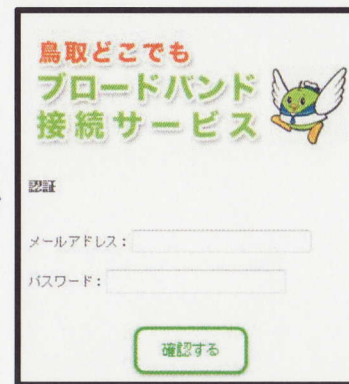 鳥取どこでも
ブロードバンド
接続サービス
認証
メールアドレス：
パスワード：
確認する